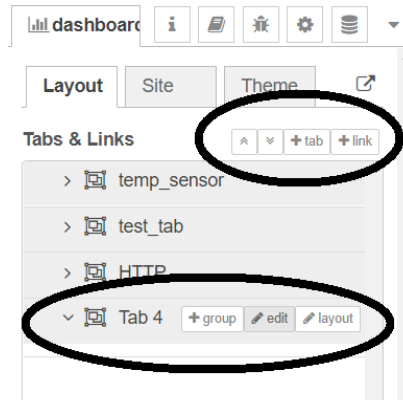 dashboard i
Layout Site Theme
Tabs & Links +tab +link
temp_sensor
test_tab
HTTP
Tab 4 +group edit layout